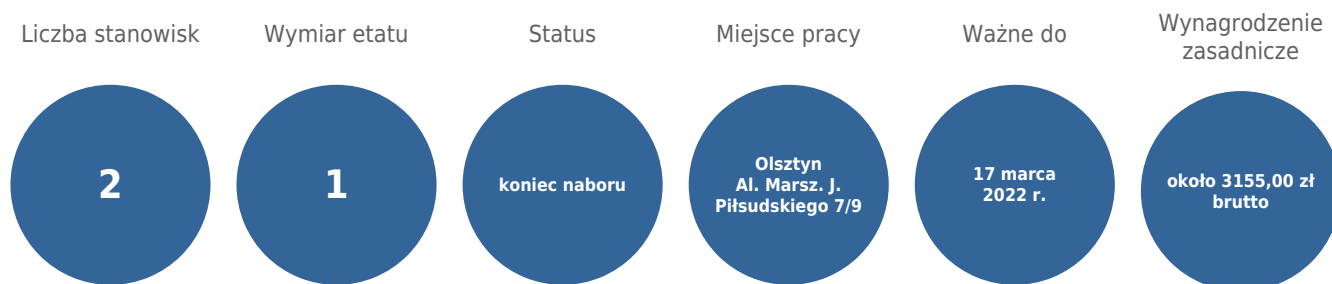 Liczba stanowisk
2
Wymiar etatu
1
Status
koniec naboru
Miejsce pracy
Olsztyn
Al. Marsz. J.
Piłsudskiego 7/9
Ważne do
17 marca
2022 r.
Wynagrodzenie
zasadnicze
około 3155,00 zł
brutto